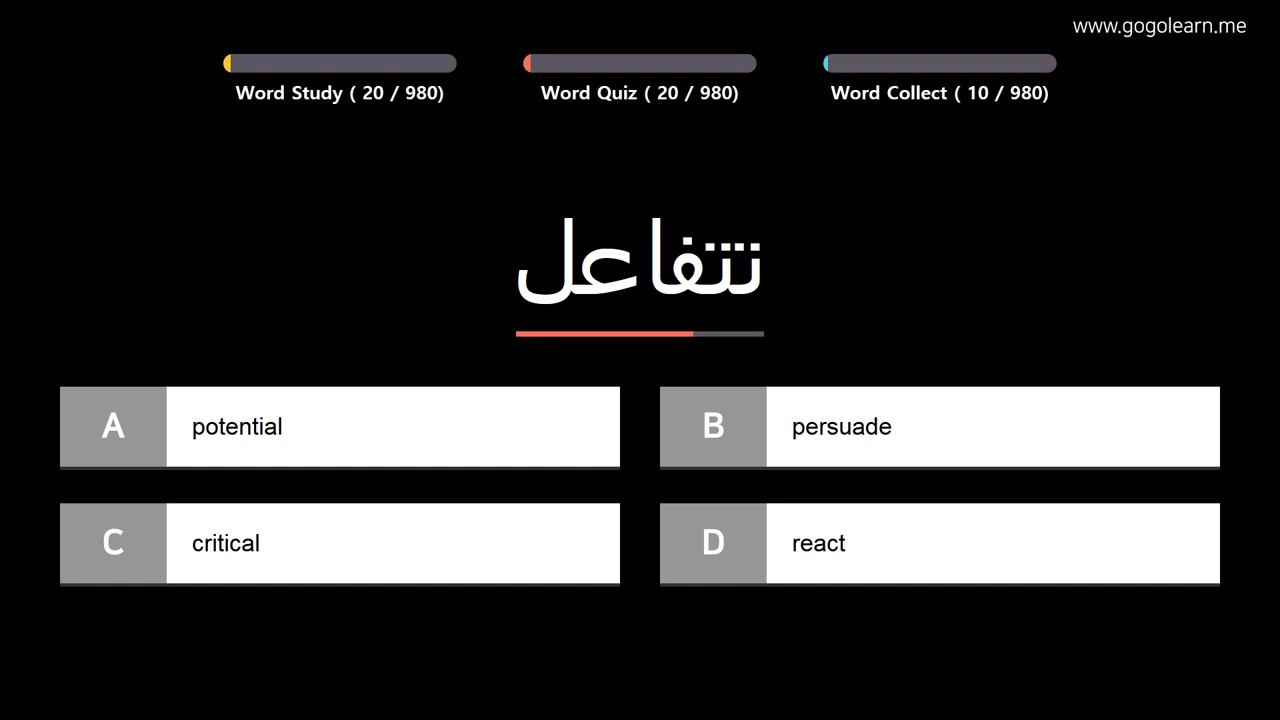 www.gogolearn.me
Word Study ( 20 / 980)
Word Quiz ( 20 / 980)
Word Collect ( 10 / 980)
تتفاعل
A potential
B persuade
C critical
D react